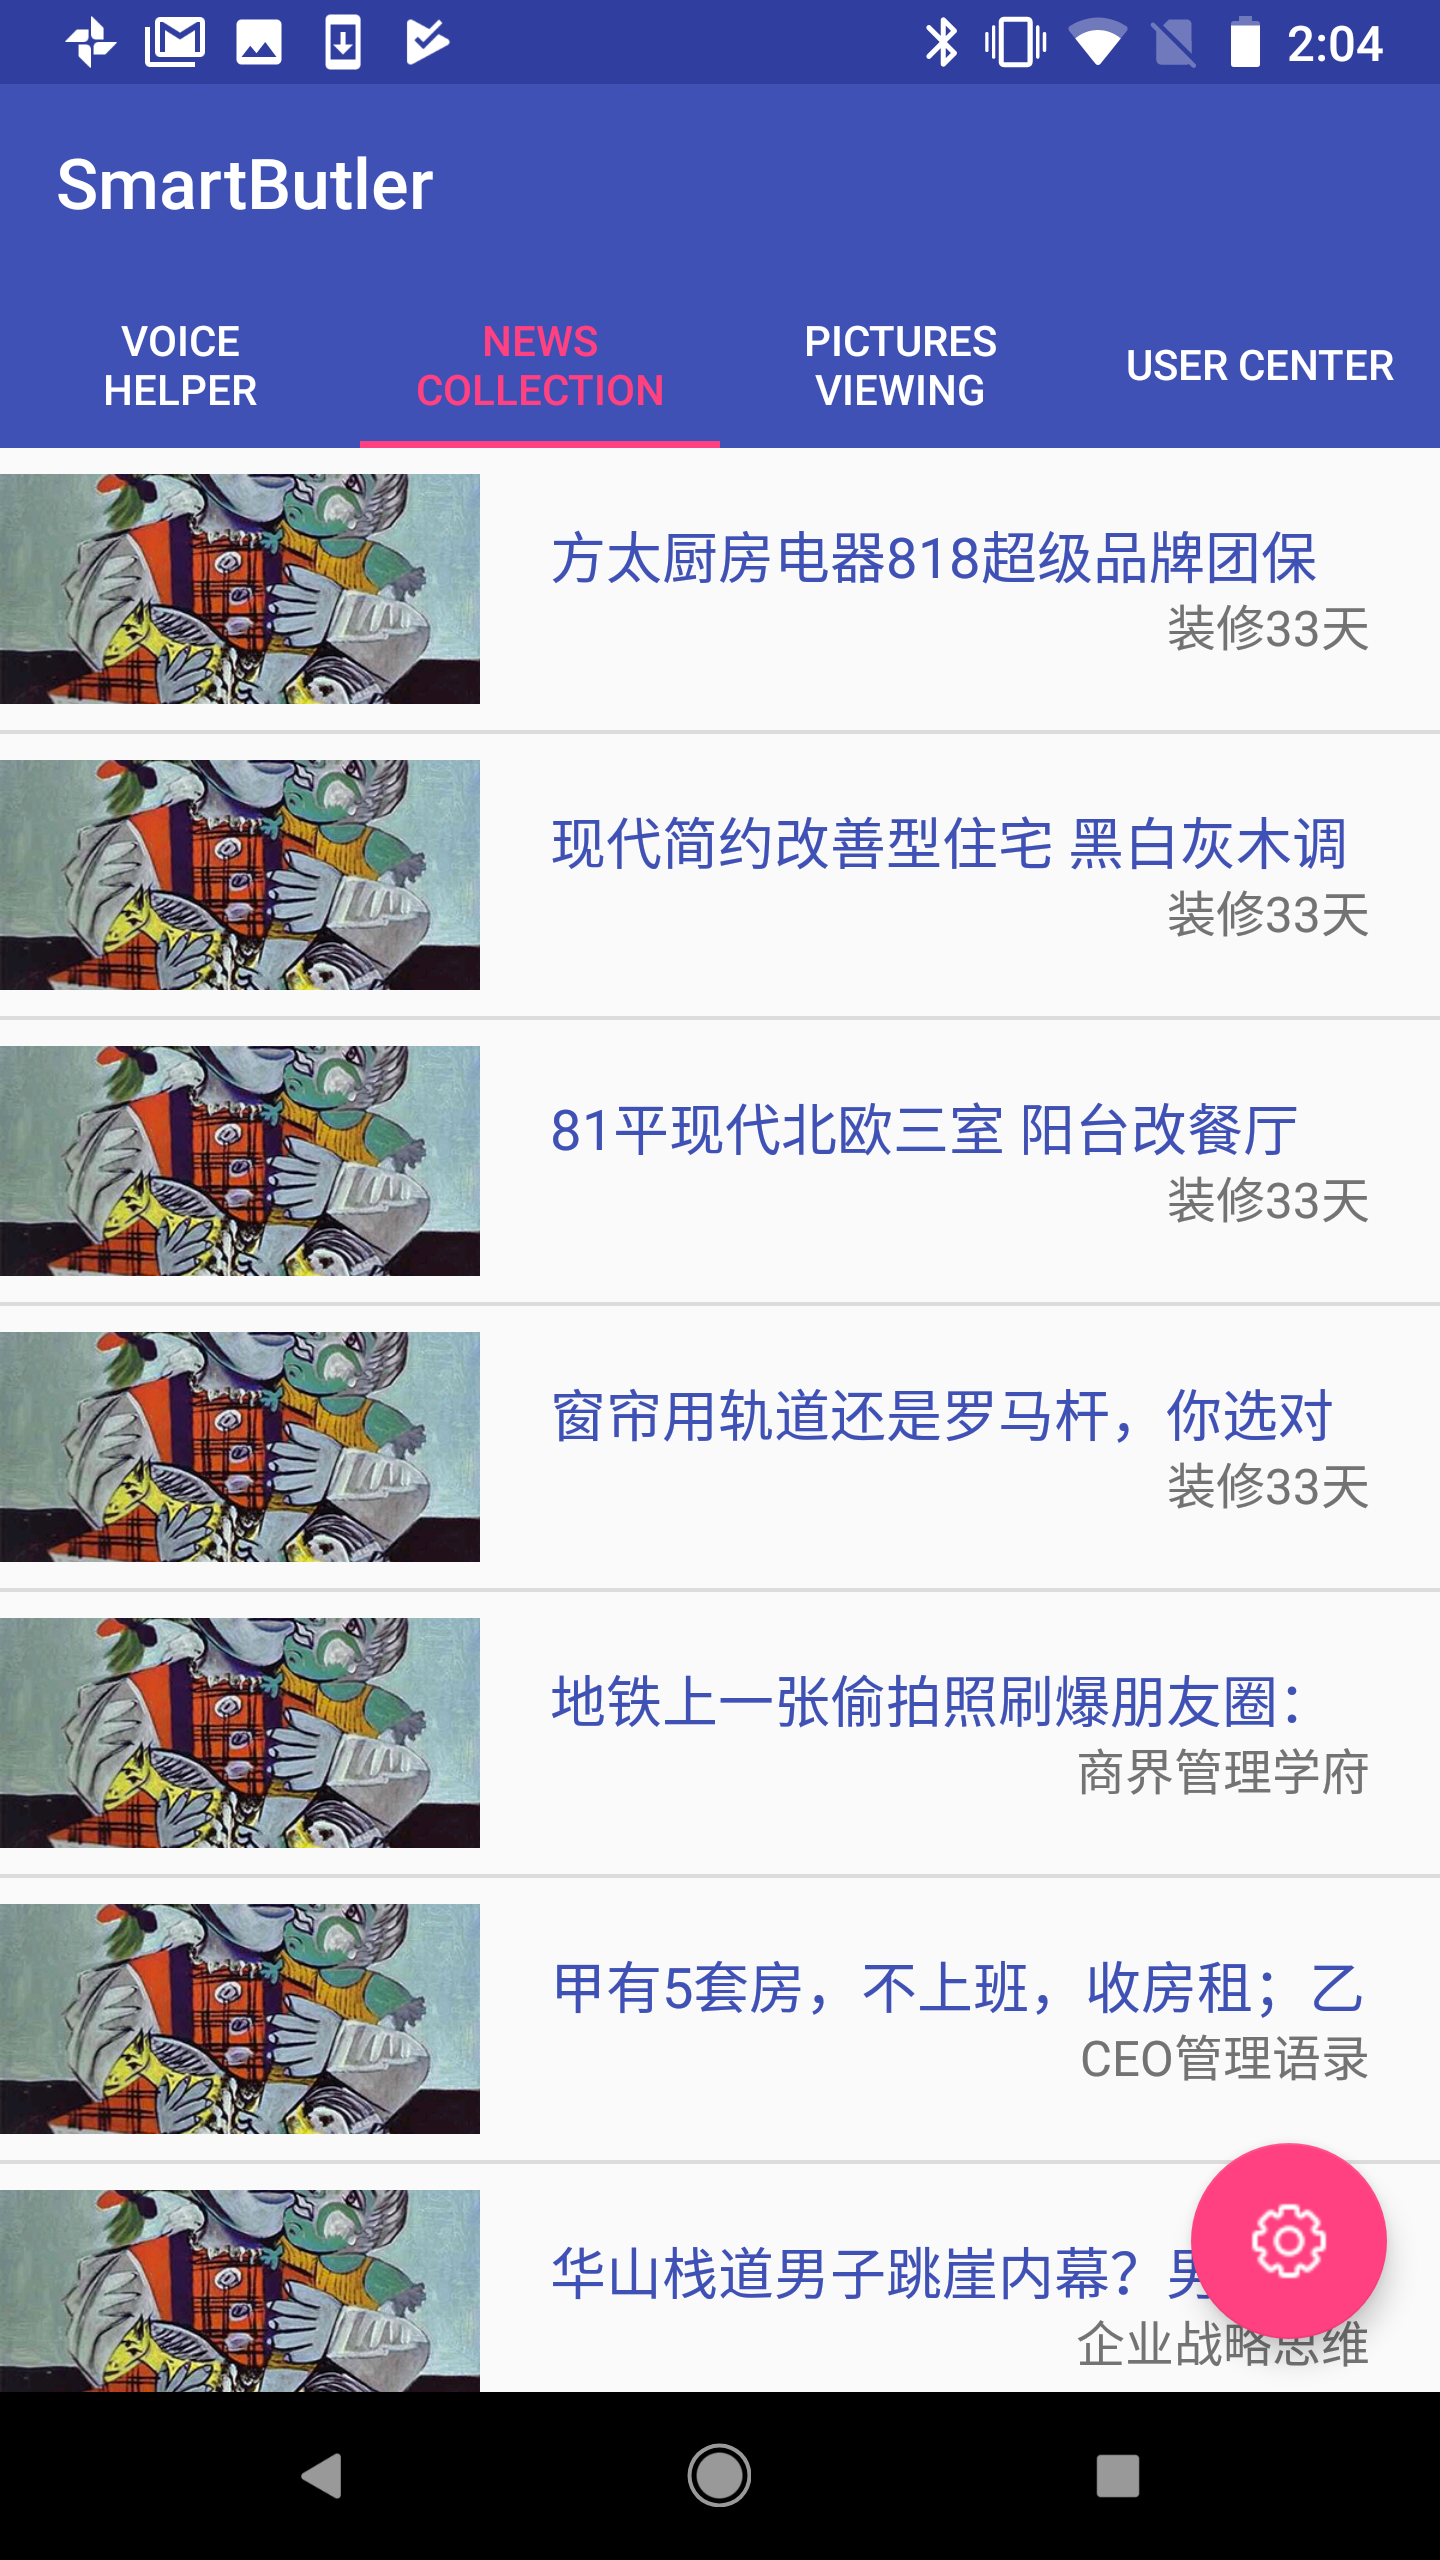 2:04
SmartButler
VOICE
HELPER
NEWS
COLLECTION
PICTURES
VIEWING
USER CENTER
方太厨房电器818超级品牌团保
装修33天
现代简约改善型住宅 黑白灰木调
装修33天
81平现代北欧三室 阳台改餐厅
装修33天
窗帘用轨道还是罗马杆，你选对
装修33天
地铁上一张偷拍照刷爆朋友圈：
商界管理学府
甲有5套房，不上班，收房租；乙
CEO管理语录
华山栈道男子跳崖内幕？男
企业战略思维